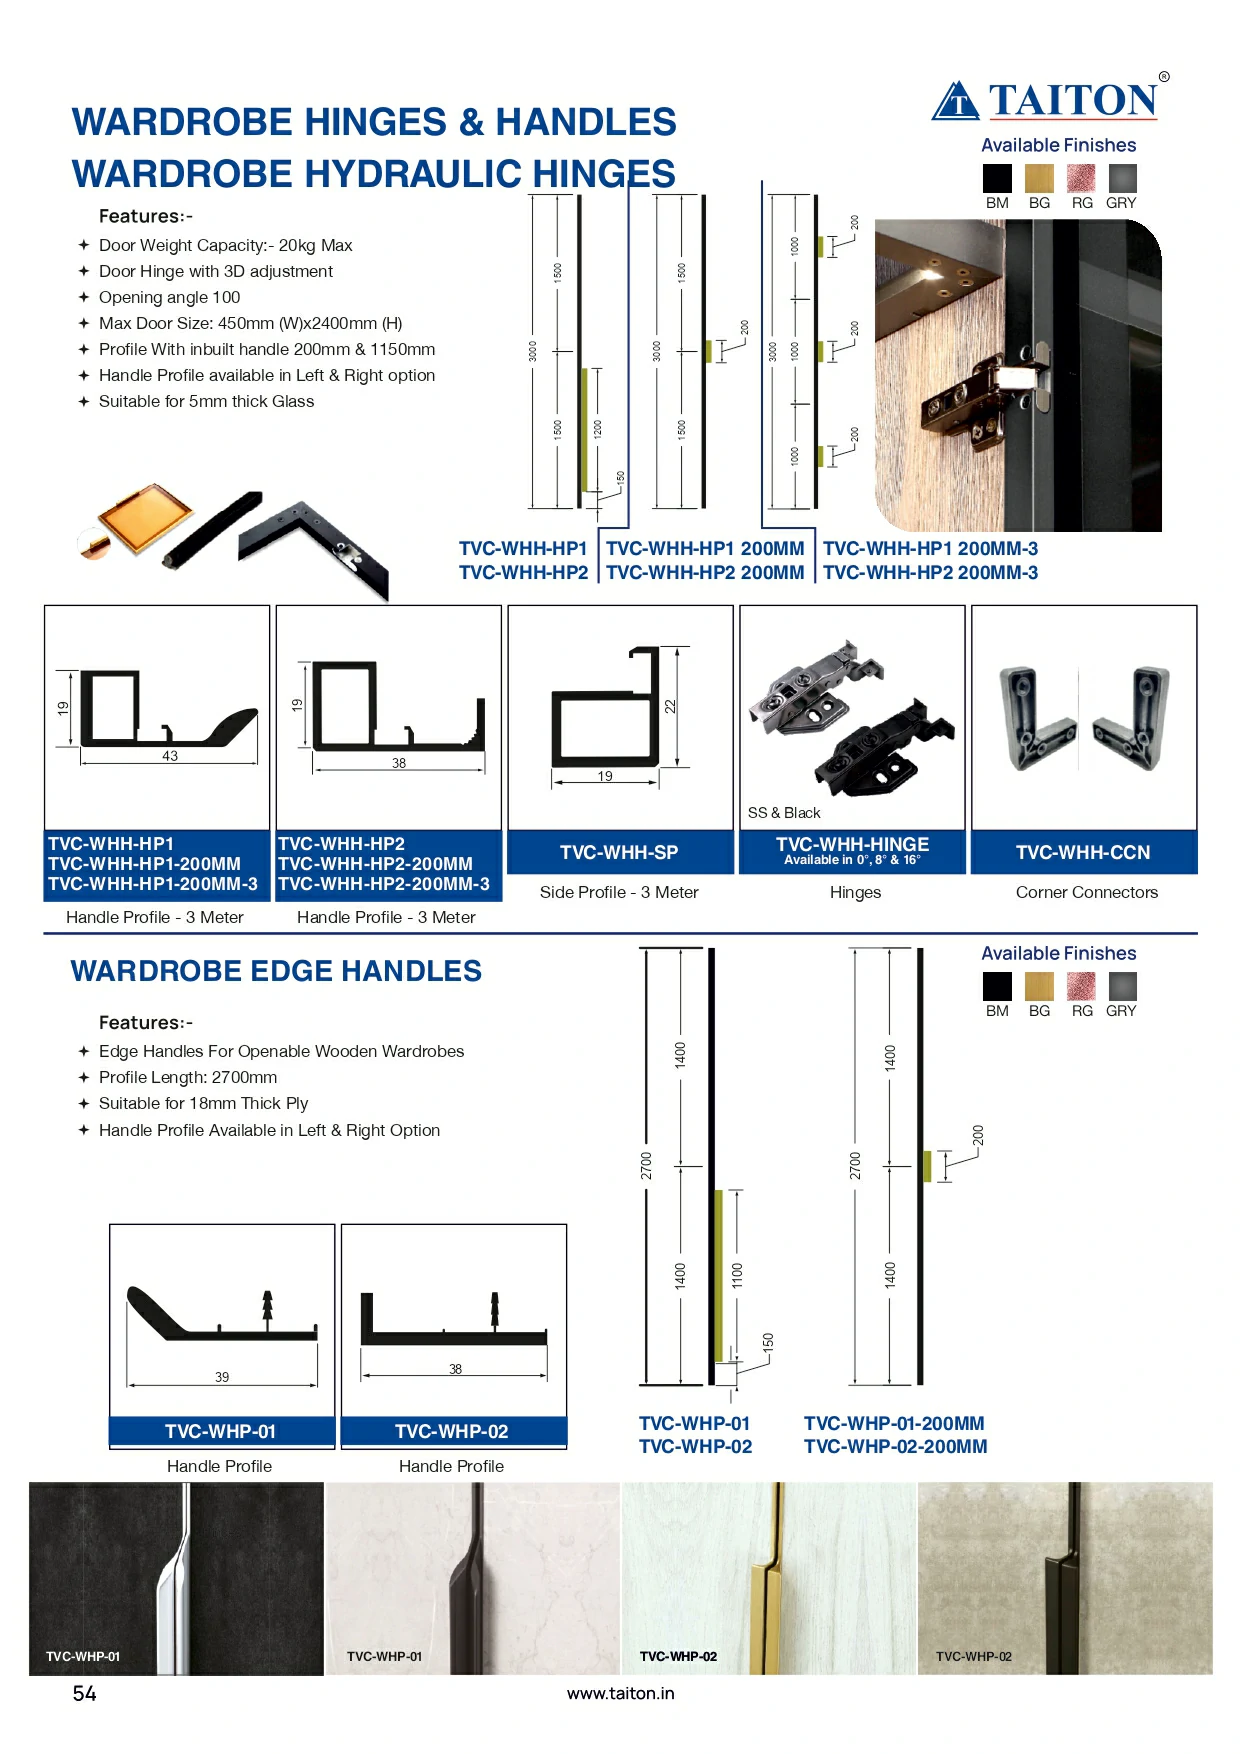 WARDROBE HINGES & HANDLES
WARDROBE HYDRAULIC HINGES
T TAITON®
Available Finishes
BM BG RG GRY
Features:-
Door Weight Capacity:- 20kg Max
Door Hinge with 3D adjustment
Opening angle 100
Max Door Size: 450mm (W)x2400mm (H)
Profile With inbuilt handle 200mm & 1150mm
Handle Profile available in Left & Right option
Suitable for 5mm thick Glass
3000
1500
1500
1200
150
3000
1500
1500
200
3000
1000
1000
1000
200
200
200
TVC-WHH-HP1
TVC-WHH-HP2
TVC-WHH-HP1 200MM
TVC-WHH-HP2 200MM
TVC-WHH-HP1 200MM-3
TVC-WHH-HP2 200MM-3
19
43
TVC-WHH-HP1
TVC-WHH-HP1-200MM
TVC-WHH-HP1-200MM-3
Handle Profile - 3 Meter
19
38
TVC-WHH-HP2
TVC-WHH-HP2-200MM
TVC-WHH-HP2-200MM-3
Handle Profile - 3 Meter
22
19
TVC-WHH-SP
Side Profile - 3 Meter
SS & Black
TVC-WHH-HINGE
Available in 0°, 8° & 16°
Hinges
TVC-WHH-CCN
Corner Connectors
WARDROBE EDGE HANDLES
Available Finishes
BM BG RG GRY
Features:-
Edge Handles For Openable Wooden Wardrobes
Profile Length: 2700mm
Suitable for 18mm Thick Ply
Handle Profile Available in Left & Right Option
2700
1400
1400
1100
150
2700
1400
1400
200
39
TVC-WHP-01
Handle Profile
38
TVC-WHP-02
Handle Profile
TVC-WHP-01
TVC-WHP-02
TVC-WHP-01-200MM
TVC-WHP-02-200MM
TVC-WHP-01
TVC-WHP-01
TVC-WHP-02
TVC-WHP-02
54
www.taiton.in